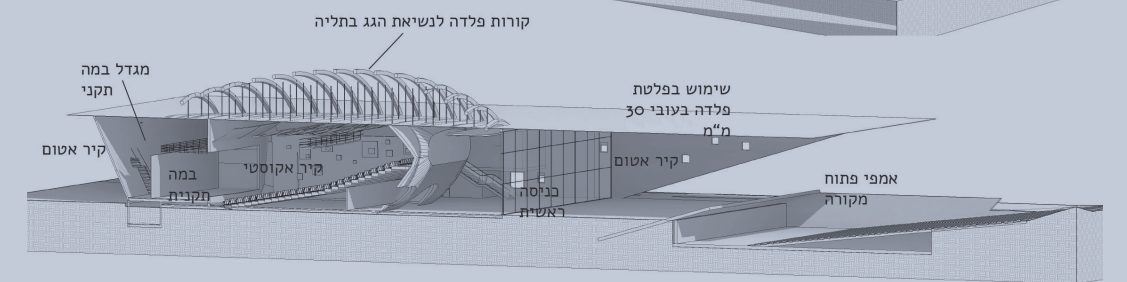 קורות פלדה לנשיאת הגג בתליה
מגדל במה
תקני
שימוש בפלטת
פלדה בעובי 30
מ"מ
קיר אטום
קיר אקוסטי
קיר אטום
במה
תקנית
כניסה
ראשית
אמפי פתוח
מקורה